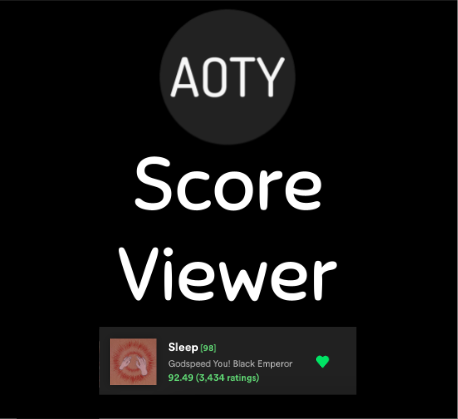 AOTY
Score
Viewer
Sleep [98]
Godspeed You! Black Emperor
92.49 (3,434 ratings)